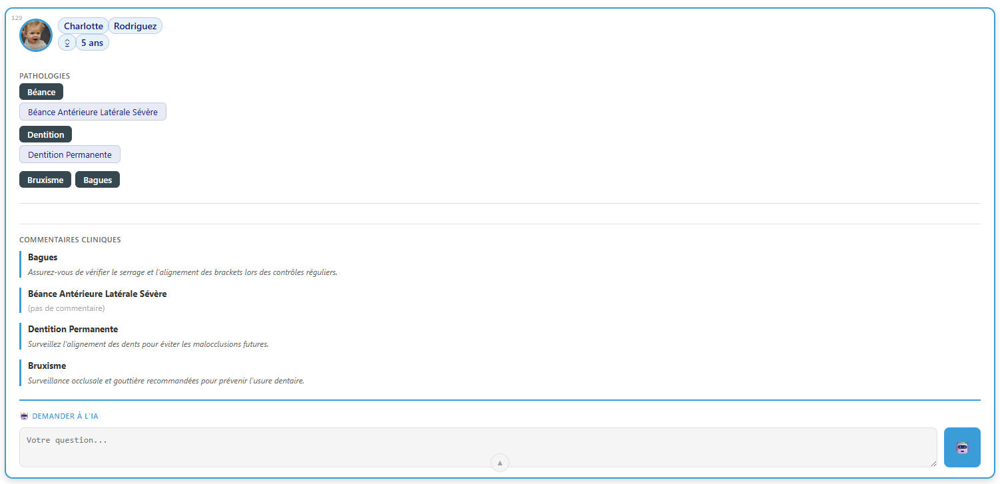 129
Charlotte Rodriguez
♀ 5 ans
PATHOLOGIES
Béance
Béance Antérieure Latérale Sévère
Dentition
Dentition Permanente
Bruxisme Bagues
COMMENTAIRES CLINIQUES
Bagues
Assurez-vous de vérifier le serrage et l'alignement des brackets lors des contrôles réguliers.
Béance Antérieure Latérale Sévère
(pas de commentaire)
Dentition Permanente
Surveillez l'alignement des dents pour éviter les malocclusions futures.
Bruxisme
Surveillance occlusale et gouttière recommandées pour prévenir l'usure dentaire.
DEMANDER À L'IA
Votre question...
▲